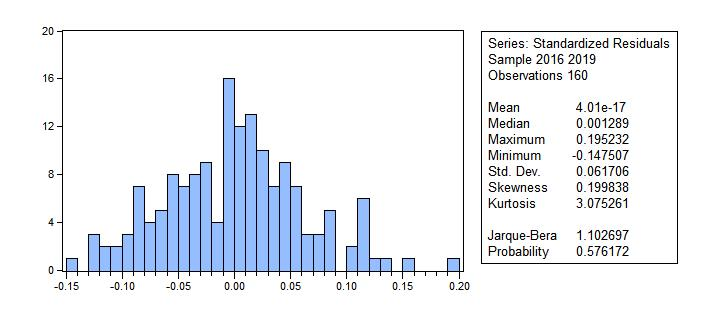 20
16
12
8
4
0
-0.15 -0.10 -0.05 0.00 0.05 0.10 0.15 0.20
Series: Standardized Residuals
Sample 2016 2019
Observations 160
Mean 4.01e-17
Median 0.001289
Maximum 0.195232
Minimum -0.147507
Std. Dev. 0.061706
Skewness 0.199838
Kurtosis 3.075261
Jarque-Bera 1.102697
Probability 0.576172